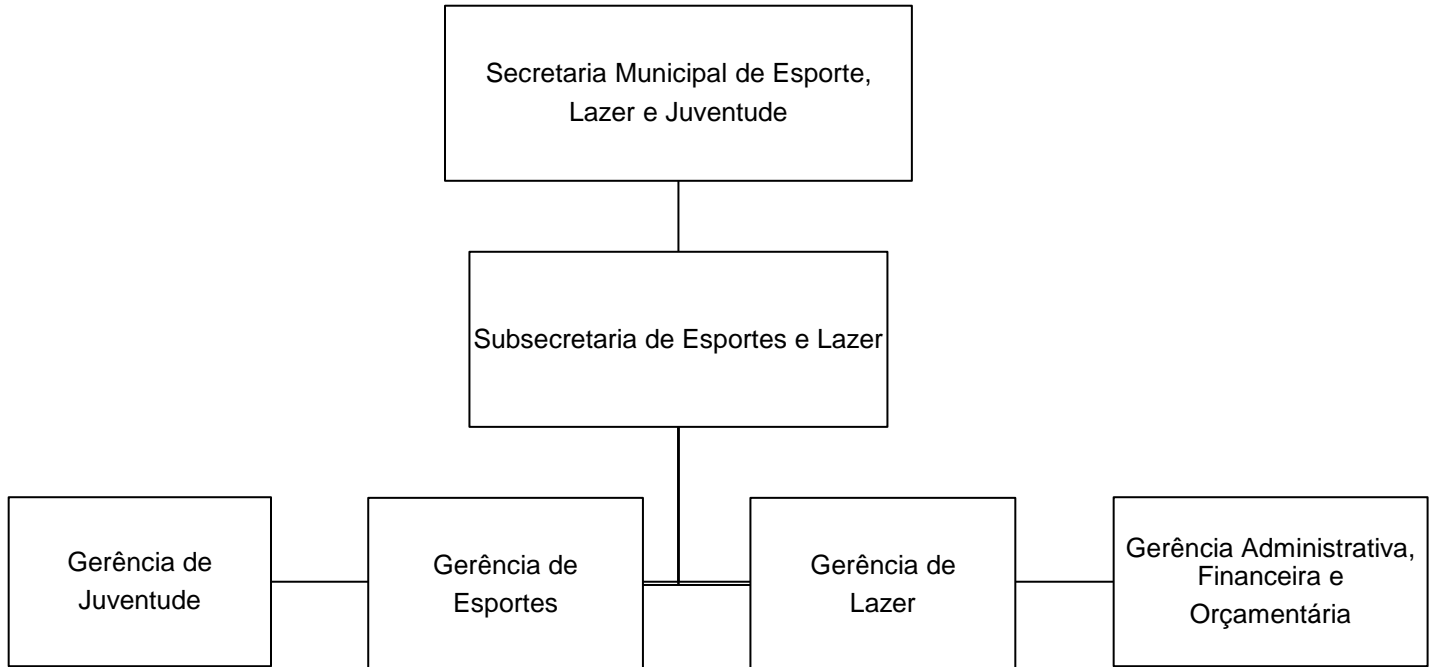 Secretaria Municipal de Esporte,
Lazer e Juventude
Subsecretaria de Esportes e Lazer
Gerência de
Juventude
Gerência de
Esportes
Gerência de
Lazer
Gerência Administrativa,
Financeira e
Orçamentária